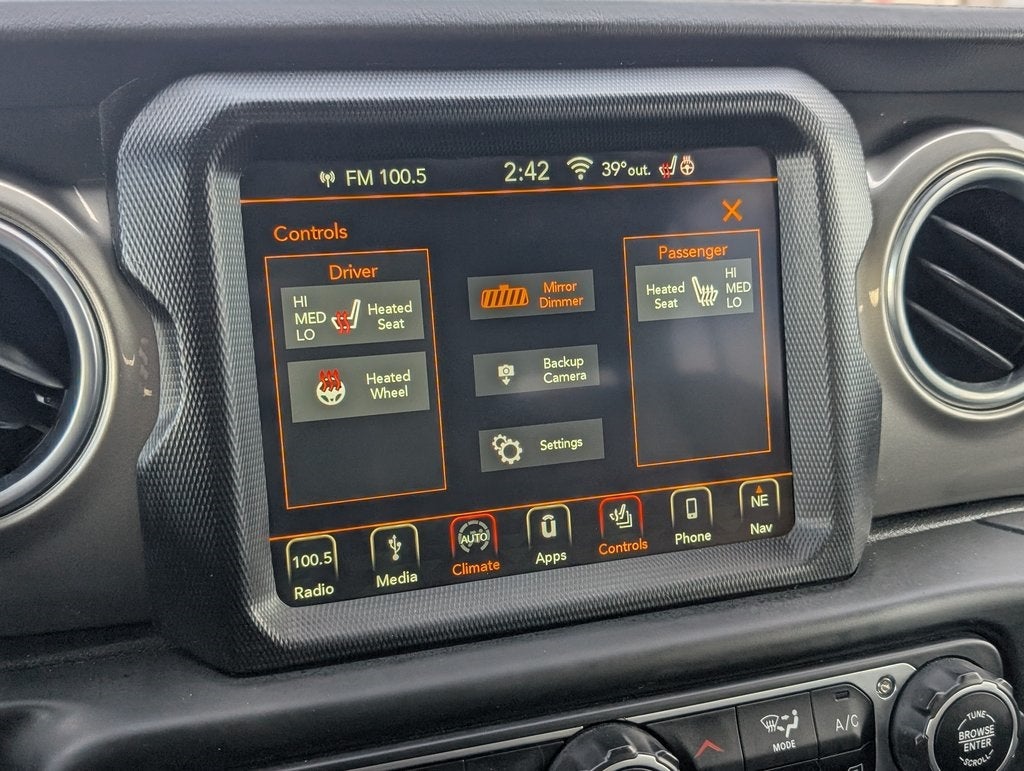 FM 100.5 2:42 39° out.
Controls
Driver
HI
MED
LO
Heated
Seat
Heated
Wheel
Mirror
Dimmer
Backup
Camera
Settings
Passenger
Heated
Seat
HI
MED
LO
100.5
Radio
Media
AUTO
Climate
ū
Apps
Controls
Phone
NE
Nav
MODE
A/C
TUNE
BROWSE
ENTER
SCROLL